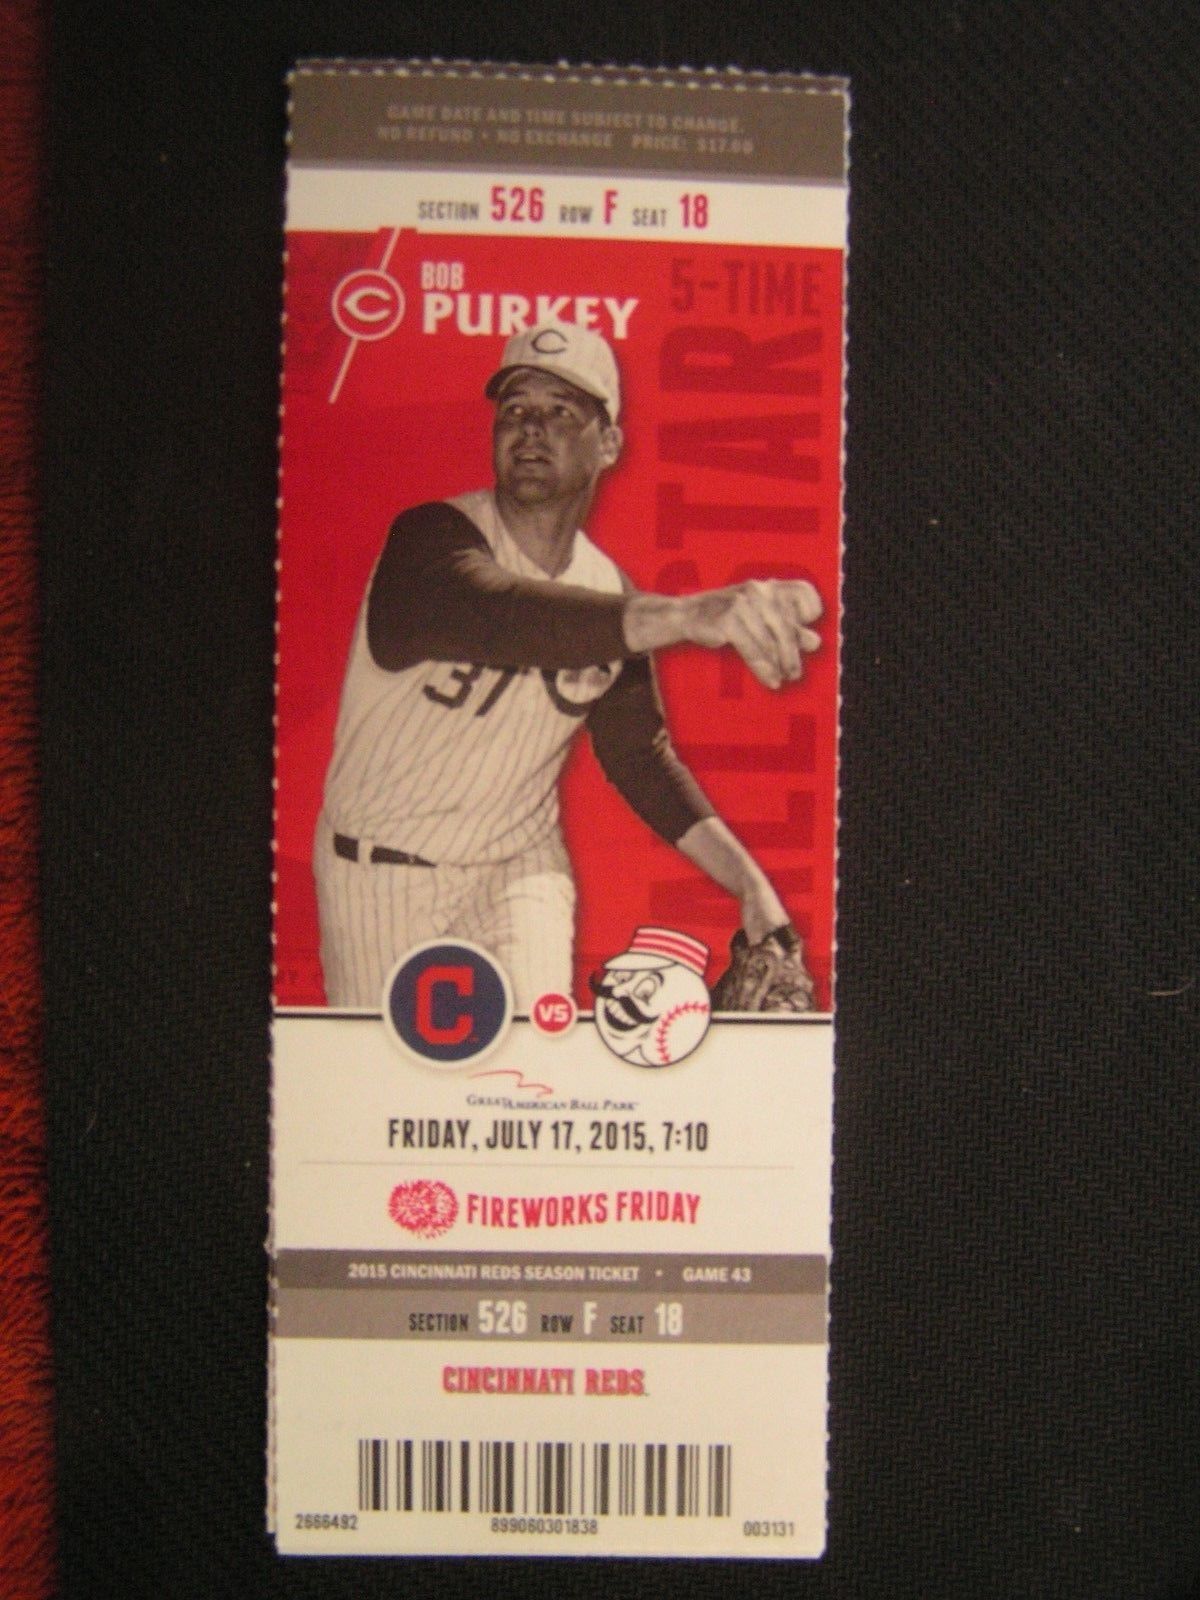 GAME DATE AND TIME SUBJECT TO CHANGE.
NO REFUND • NO EXCHANGE PRICE: $17.00
SECTION 526 ROW F SEAT 18
C
BOB
PURKEY
5-TIME
ALL-STAR
C
37
C
VS
GREAT AMERICAN BALL PARK
FRIDAY, JULY 17, 2015, 7:10
FIREWORKS FRIDAY
2015 CINCINNATI REDS SEASON TICKET • GAME 43
SECTION 526 ROW F SEAT 18
CINCINNATI REDS
2666492 899060301838 003131